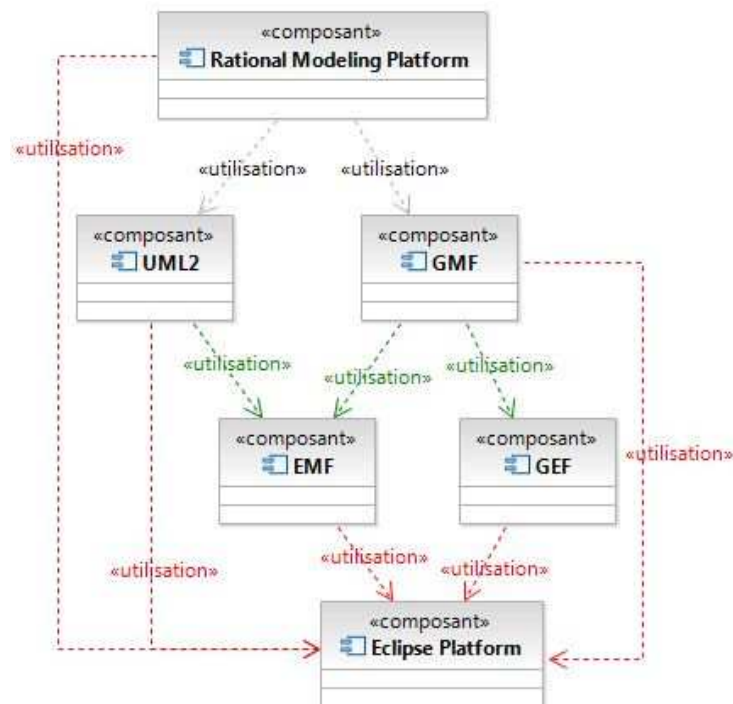 «composant»
Rational Modeling Platform
«utilisation»
«utilisation»
«utilisation»
«composant»
UML2
«composant»
GMF
«utilisation»
«utilisation»
«utilisation»
«composant»
EMF
«composant»
GEF
«utilisation»
«utilisation»
«utilisation»
«utilisation»
«composant»
Eclipse Platform